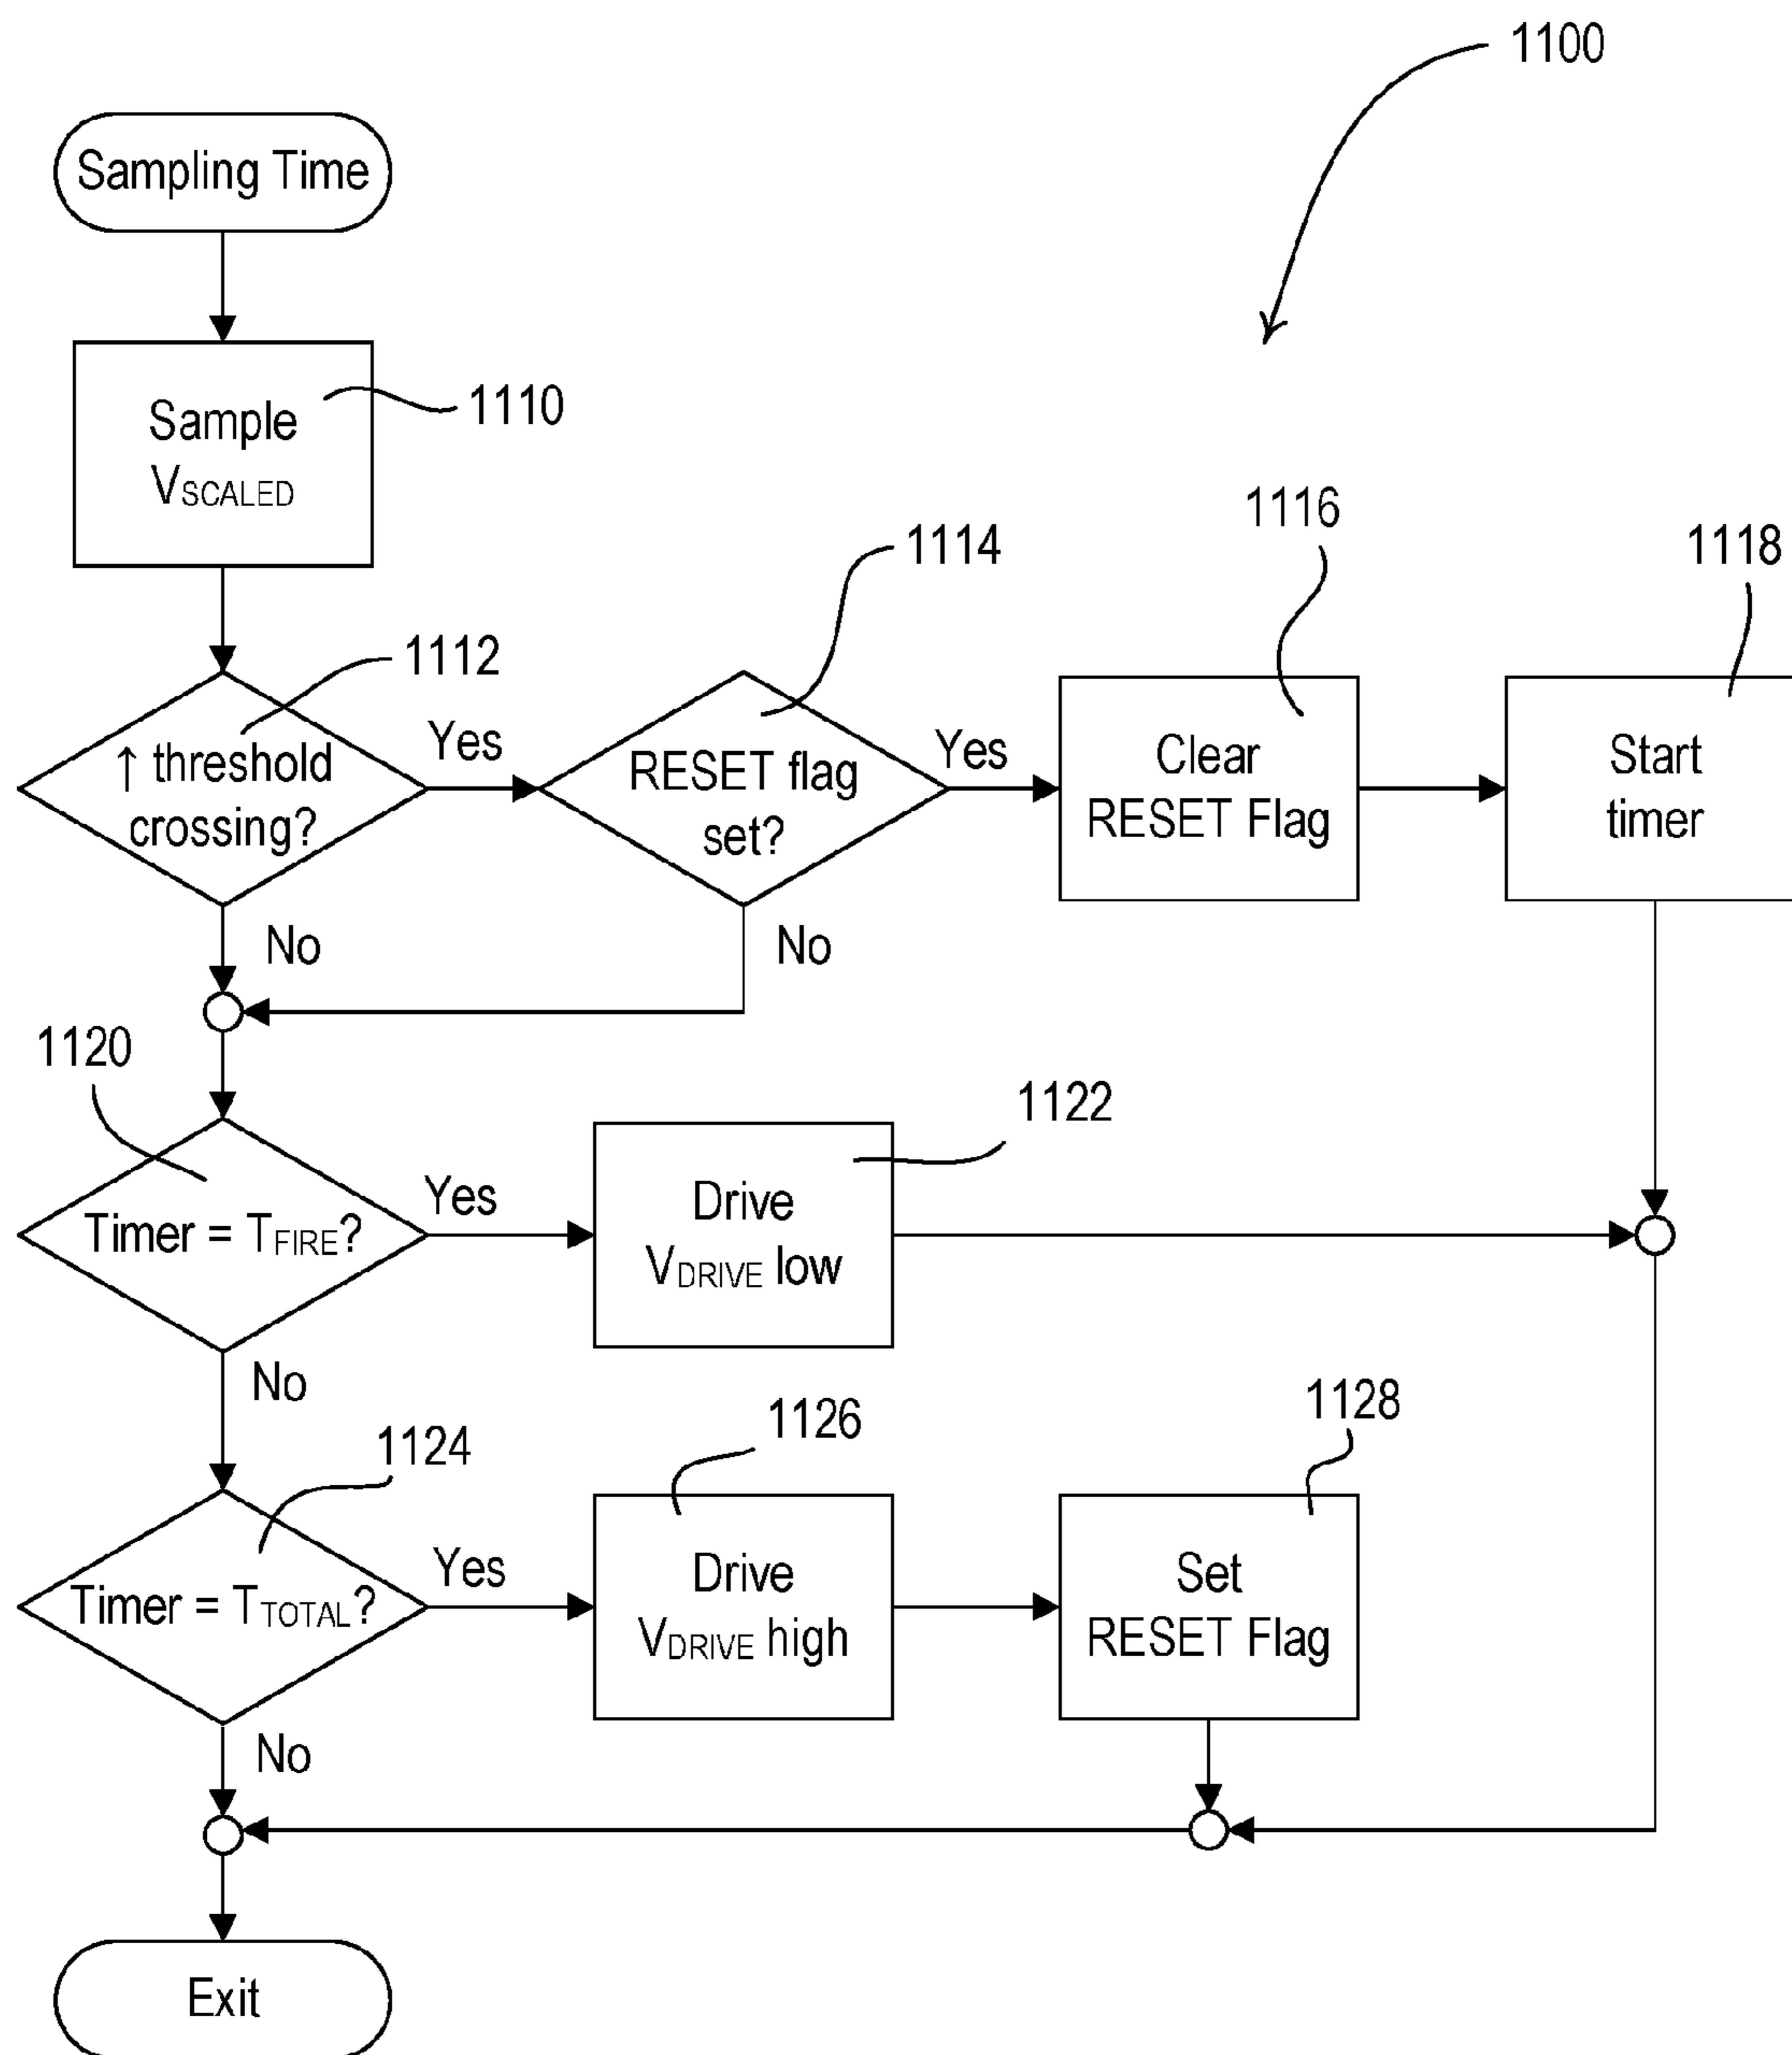 1100
Sampling Time
1110
Sample
VSCALED
1116
1114
1118
1112
↑ threshold
crossing?
Yes
RESET flag
set?
Yes
Clear
RESET Flag
Start
timer
No
No
1120
1122
Timer = TFIRE?
Yes
Drive
VDRIVE low
No
1124
1126
1128
Timer = TTOTAL?
Yes
Drive
VDRIVE high
Set
RESET Flag
No
Exit